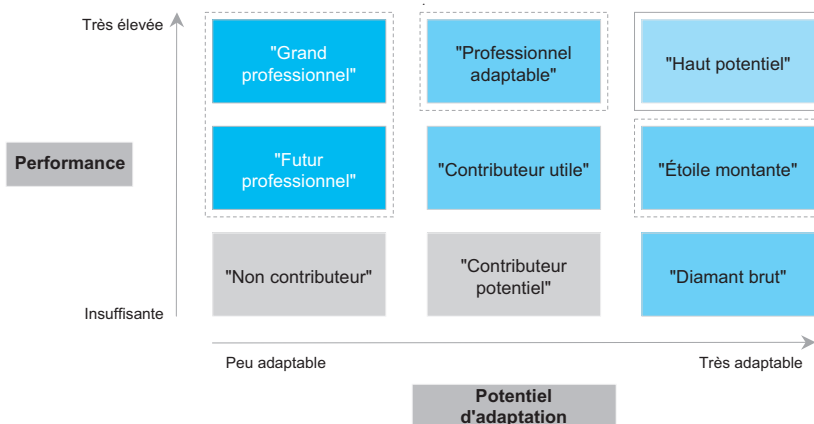 Très élevée
"Grand
professionnel"
"Professionnel
adaptable"
"Haut potentiel"
Performance
"Futur
professionnel"
"Contributeur utile"
"Étoile montante"
"Non contributeur"
"Contributeur
potentiel"
"Diamant brut"
Insuffisante
Peu adaptable
Très adaptable
Potentiel
d'adaptation